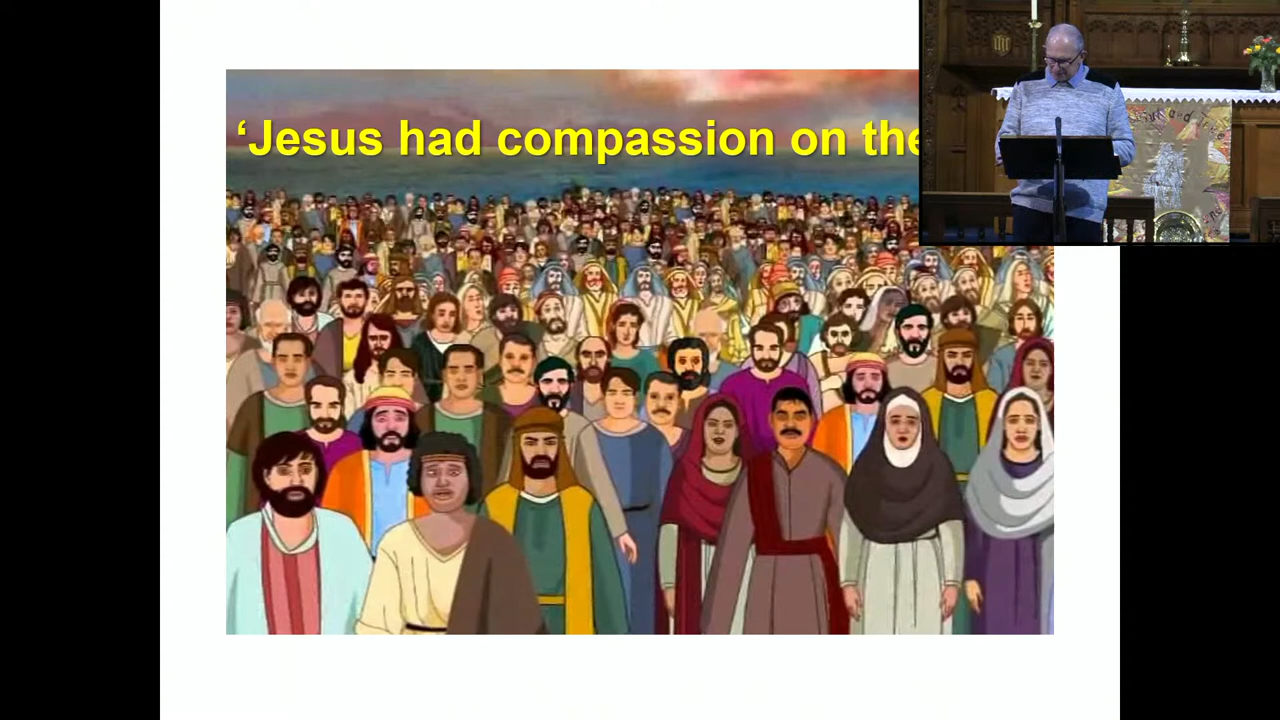 ‘Jesus had compassion on the